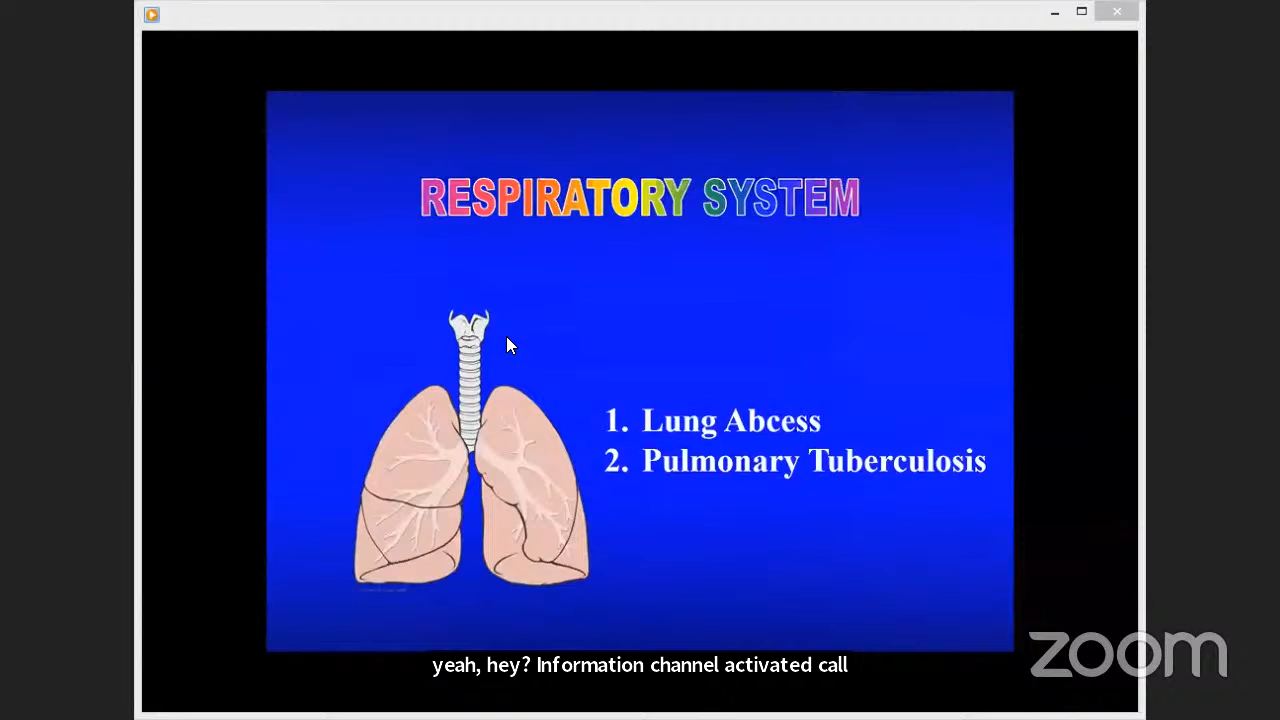 RESPIRATORY SYSTEM
1. Lung Abcess
2. Pulmonary Tuberculosis
yeah, hey? Information channel activated call
zoom